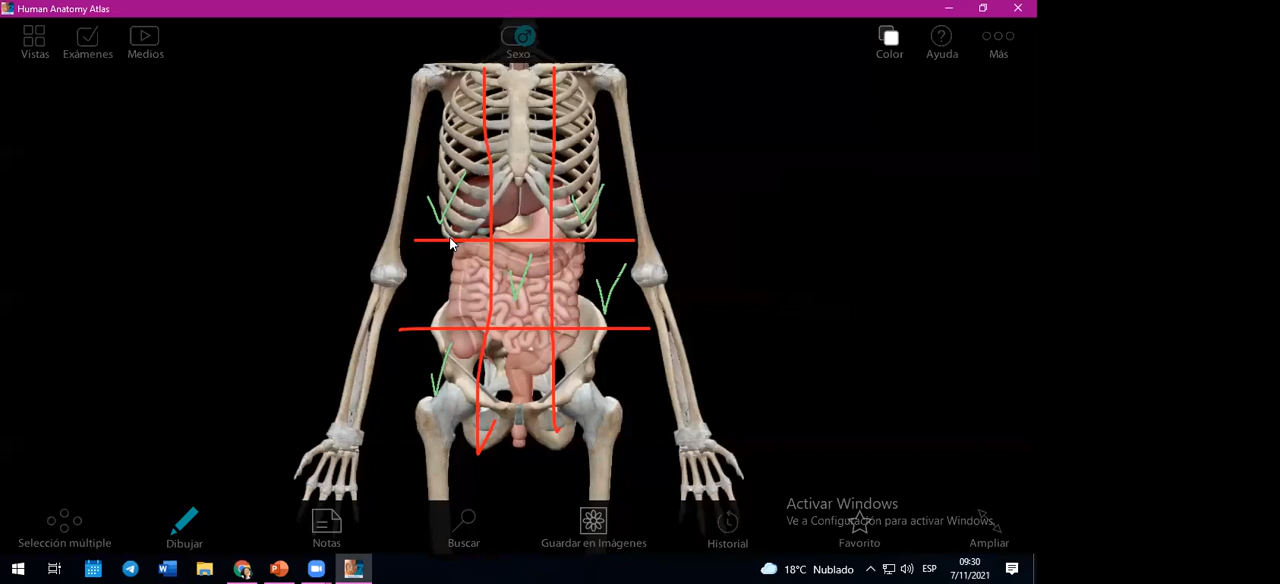 Human Anatomy Atlas
Vistas
Exámenes
Medios
Sexo
Color
Ayuda
Más
Activar Windows
Ve a Configuración para activar Windows.
Selección múltiple
Dibujar
Notas
Buscar
Guardar en Imágenes
Historial
Favorito
Ampliar
18°C Nublado
ESP
09:30
7/11/2021